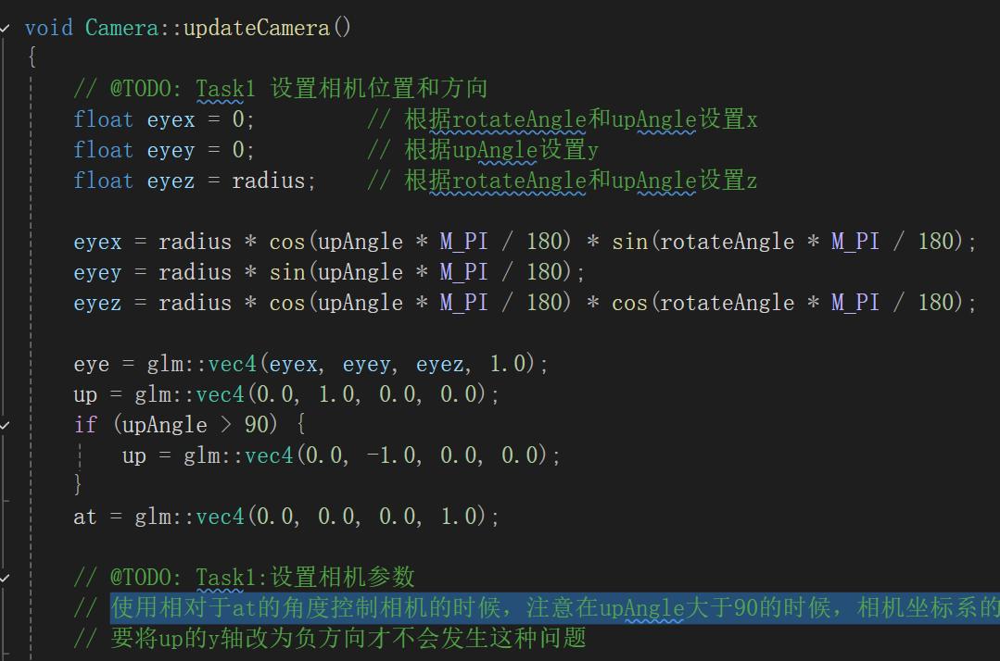 void Camera::updateCamera()
{
// @TODO: Task1 设置相机位置和方向
float eyex = 0; // 根据rotateAngle和upAngle设置x
float eyey = 0; // 根据upAngle设置y
float eyez = radius; // 根据rotateAngle和upAngle设置z
eyex = radius * cos(upAngle * M_PI / 180) * sin(rotateAngle * M_PI / 180);
eyey = radius * sin(upAngle * M_PI / 180);
eyez = radius * cos(upAngle * M_PI / 180) * cos(rotateAngle * M_PI / 180);
eye = glm::vec4(eyex, eyey, eyez, 1.0);
up = glm::vec4(0.0, 1.0, 0.0, 0.0);
if (upAngle > 90) {
up = glm::vec4(0.0, -1.0, 0.0, 0.0);
}
at = glm::vec4(0.0, 0.0, 0.0, 1.0);
// @TODO: Task1:设置相机参数
// 使用相对于at的角度控制相机的时候，注意在upAngle大于90的时候，相机坐标系的
// 要将up的y轴改为负方向才不会发生这种问题